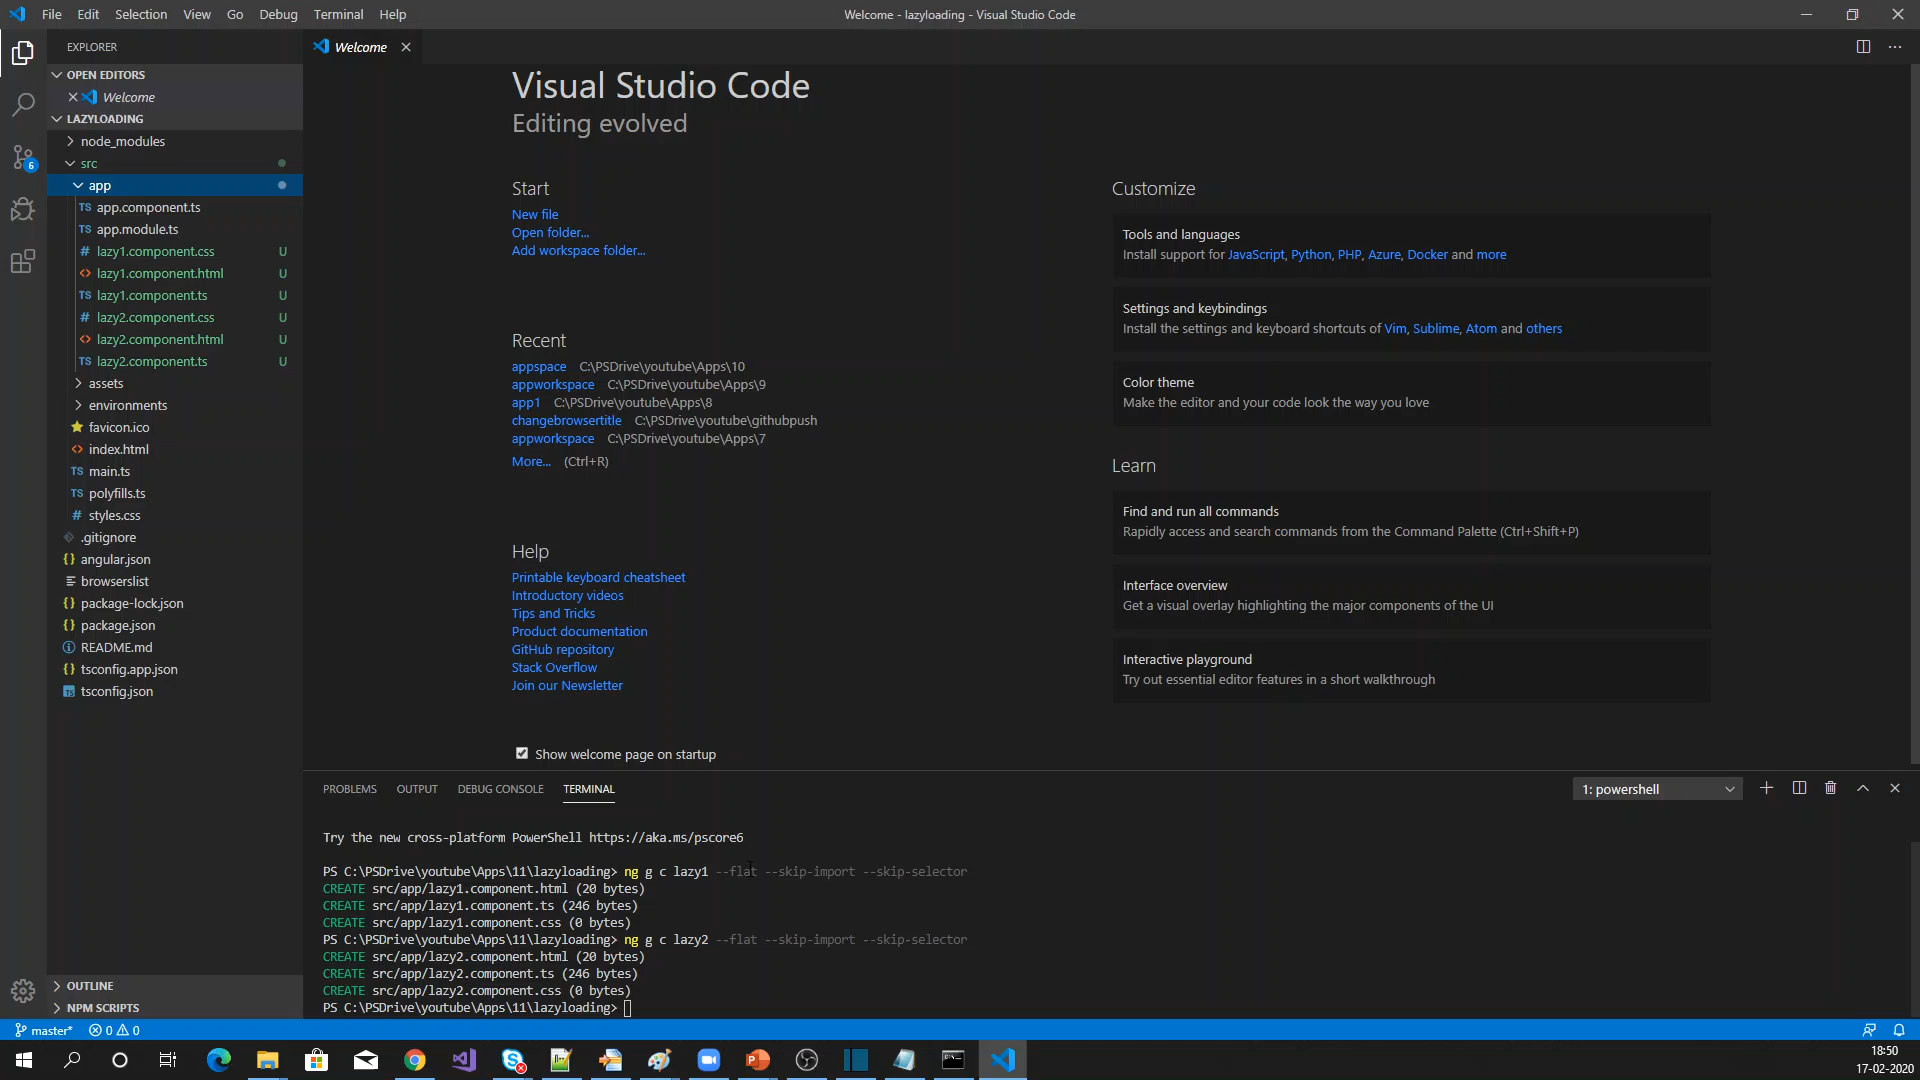 File Edit Selection View Go Debug Terminal Help
Welcome - lazyloading - Visual Studio Code
EXPLORER
OPEN EDITORS
Welcome
LAZYLOADING
node_modules
src
app
TS app.component.ts
TS app.module.ts
# lazy1.component.css U
<> lazy1.component.html U
TS lazy1.component.ts U
# lazy2.component.css U
<> lazy2.component.html U
TS lazy2.component.ts U
assets
environments
favicon.ico
<> index.html
TS main.ts
TS polyfills.ts
# styles.css
.gitignore
{} angular.json
browserslist
{} package-lock.json
{} package.json
README.md
{} tsconfig.app.json
TS tsconfig.json
OUTLINE
NPM SCRIPTS
6
Welcome
Visual Studio Code
Editing evolved
Start
New file
Open folder...
Add workspace folder...
Recent
appspace C:\PSDrive\youtube\Apps\10
appworkspace C:\PSDrive\youtube\Apps\9
app1 C:\PSDrive\youtube\Apps\8
changebrowsertitle C:\PSDrive\youtube\githubpush
appworkspace C:\PSDrive\youtube\Apps\7
More... (Ctrl+R)
Help
Printable keyboard cheatsheet
Introductory videos
Tips and Tricks
Product documentation
GitHub repository
Stack Overflow
Join our Newsletter
Show welcome page on startup
Customize
Tools and languages
Install support for JavaScript, Python, PHP, Azure, Docker and more
Settings and keybindings
Install the settings and keyboard shortcuts of Vim, Sublime, Atom and others
Color theme
Make the editor and your code look the way you love
Learn
Find and run all commands
Rapidly access and search commands from the Command Palette (Ctrl+Shift+P)
Interface overview
Get a visual overlay highlighting the major components of the UI
Interactive playground
Try out essential editor features in a short walkthrough
PROBLEMS OUTPUT DEBUG CONSOLE TERMINAL
1: powershell
Try the new cross-platform PowerShell https://aka.ms/pscore6
PS C:\PSDrive\youtube\Apps\11\lazyloading> ng g c lazy1 --flat --skip-import --skip-selector
CREATE src/app/lazy1.component.html (20 bytes)
CREATE src/app/lazy1.component.ts (246 bytes)
CREATE src/app/lazy1.component.css (0 bytes)
PS C:\PSDrive\youtube\Apps\11\lazyloading> ng g c lazy2 --flat --skip-import --skip-selector
CREATE src/app/lazy2.component.html (20 bytes)
CREATE src/app/lazy2.component.ts (246 bytes)
CREATE src/app/lazy2.component.css (0 bytes)
PS C:\PSDrive\youtube\Apps\11\lazyloading>
master* 0 0
18:50
17-02-2020